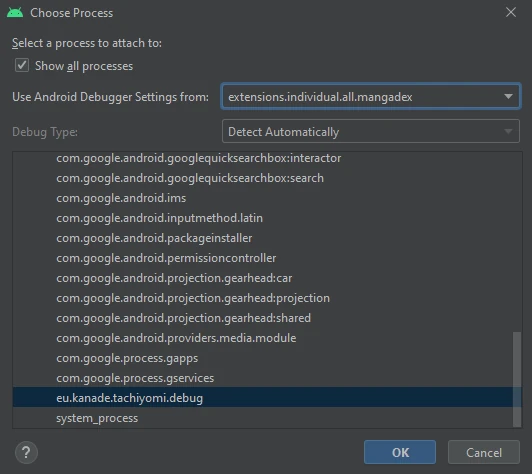 Choose Process
Select a process to attach to:
Show all processes
Use Android Debugger Settings from: extensions.individual.all.mangadex
Debug Type: Detect Automatically
com.google.android.googlequicksearchbox:interactor
com.google.android.googlequicksearchbox:search
com.google.android.ims
com.google.android.inputmethod.latin
com.google.android.packageinstaller
com.google.android.permissioncontroller
com.google.android.projection.gearhead:car
com.google.android.projection.gearhead:projection
com.google.android.projection.gearhead:shared
com.google.android.providers.media.module
com.google.process.gapps
com.google.process.gservices
eu.kanade.tachiyomi.debug
system_process
? OK Cancel